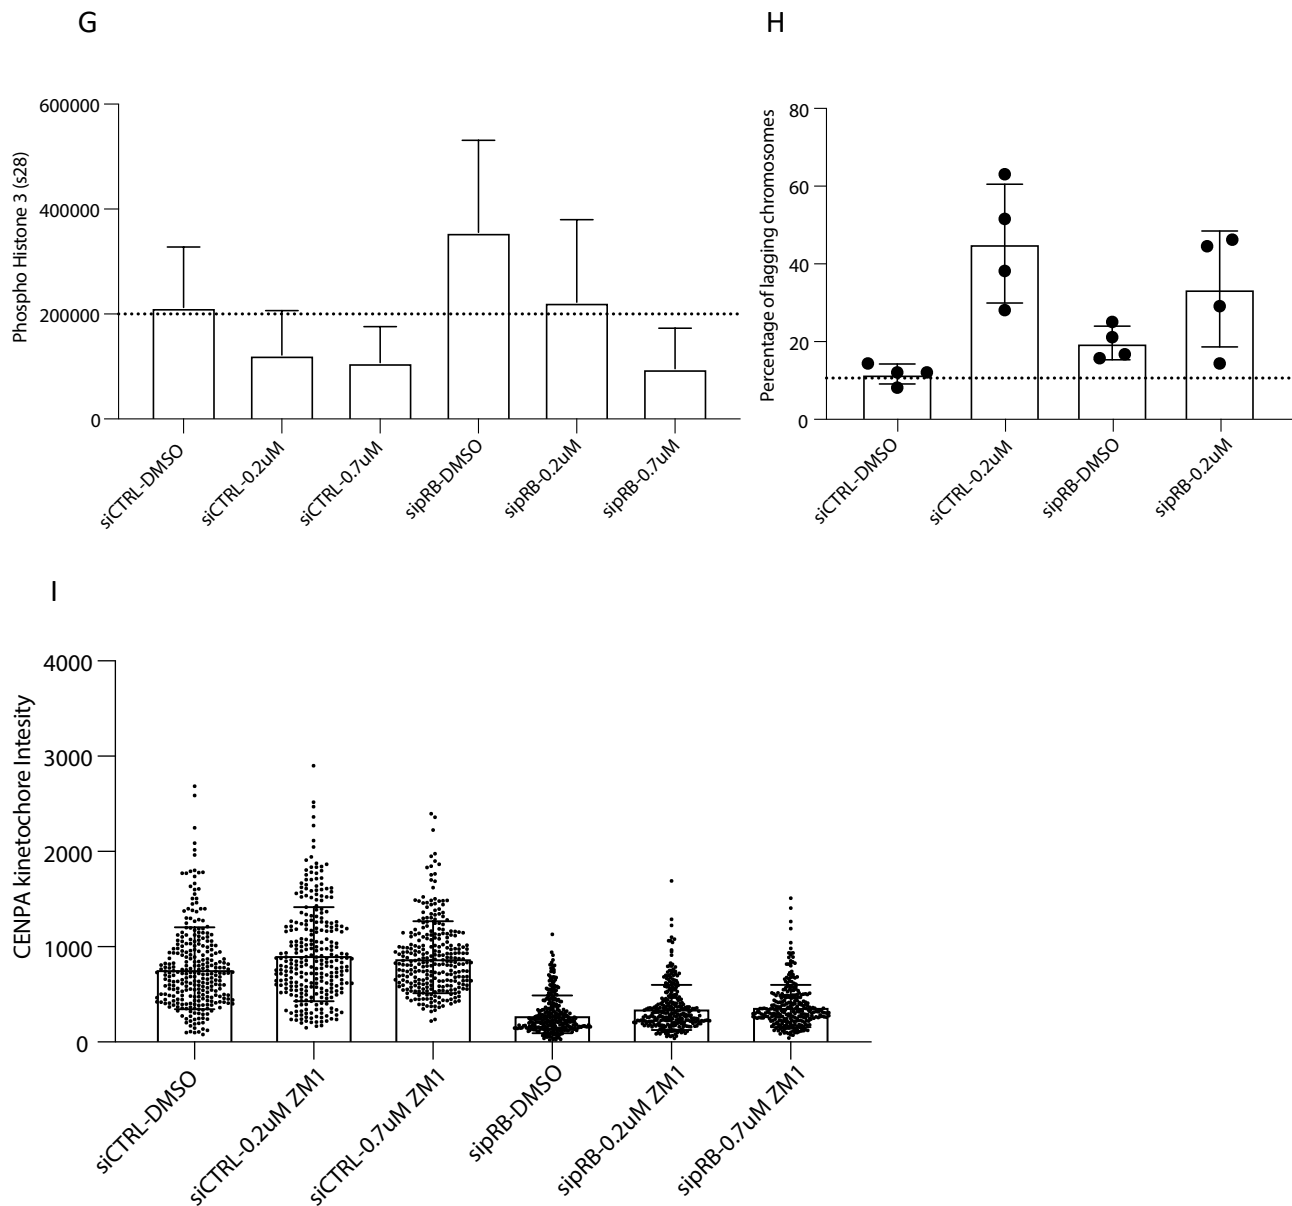 G
H
600000
400000
200000
0
Phospho Histone 3 (s28)
siCTRL-DMSO
siCTRL-0.2uM
siCTRL-0.7uM
sipRB-DMSO
sipRB-0.2uM
sipRB-0.7uM
80
60
40
20
0
Percentage of lagging chromosomes
siCTRL-DMSO
siCTRL-0.2uM
sipRB-DMSO
sipRB-0.2uM
I
4000
3000
2000
1000
0
CENPA kinetochore Intesity
siCTRL-DMSO
siCTRL-0.2uM ZM1
siCTRL-0.7uM ZM1
sipRB-DMSO
sipRB-0.2uM ZM1
sipRB-0.7uM ZM1